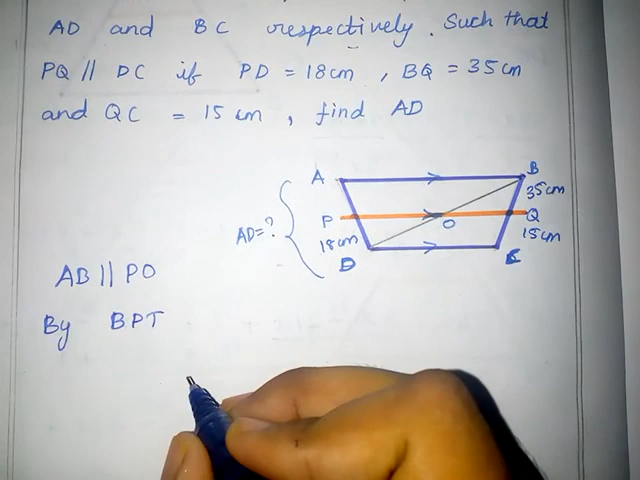 AD and BC respectively. Such that
PQ // DC if PD = 18cm, BQ = 35cm
and QC = 15 cm, find AD
A B
35cm
P O Q
AD=? 18cm 15cm
D C
AB // PO
By BPT